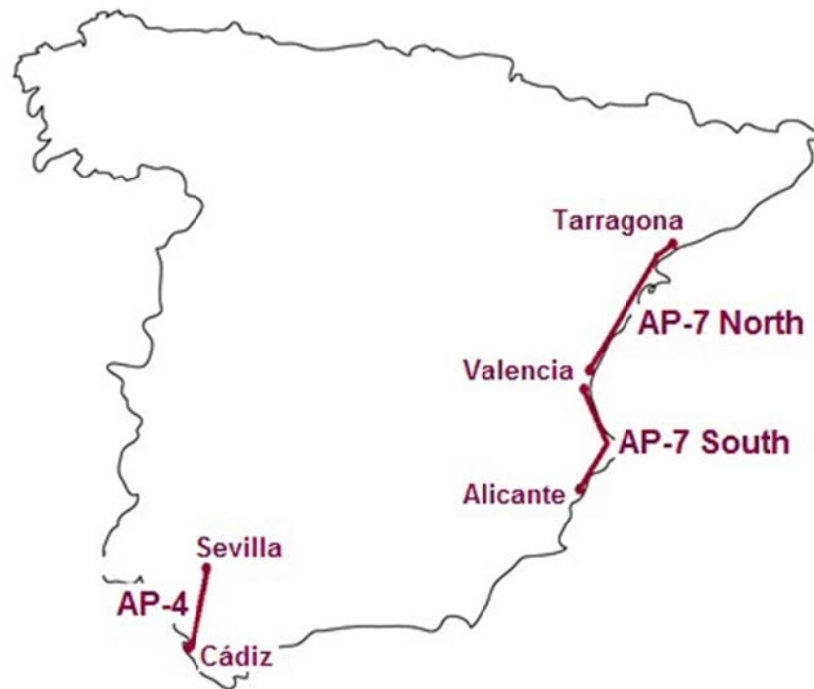 Tarragona
AP-7 North
Valencia
AP-7 South
Alicante
Sevilla
AP-4
Cádiz